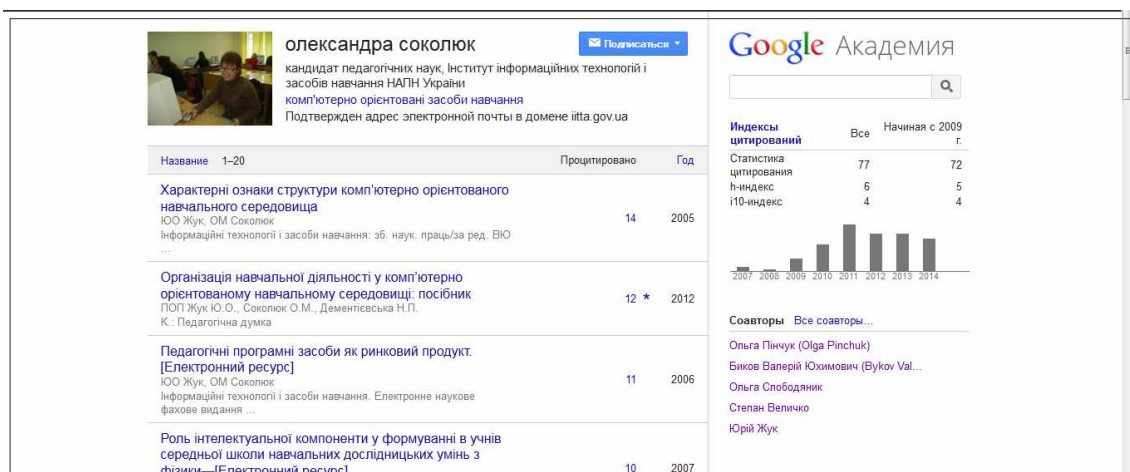 олександра соколюк
Подписаться
кандидат педагогічних наук, Інститут інформаційних технологій і
засобів навчання НАПН України
комп'ютерно орієнтовані засоби навчання
Подтвержден адрес электронной почты в домене iitta.gov.ua
Название 1–20 Процитировано Год
Характерні ознаки структури комп'ютерно орієнтованого
навчального середовища
ЮО Жук, ОМ Соколюк
Інформаційні технології і засоби навчання: зб. наук. праць/за ред. ВЮ
...
14 2005
Організація навчальної діяльності у комп'ютерно
орієнтованому навчальному середовищі: посібник
ПОП Жук Ю.О., Соколюк О.М., Дементієвська Н.П.
К.: Педагогічна думка
12 * 2012
Педагогічні програмні засоби як ринковий продукт.
[Електронний ресурс]
ЮО Жук, ОМ Соколюк
Інформаційні технології і засоби навчання. Електронне наукове
фахове видання ...
11 2006
Роль інтелектуальної компоненти у формуванні в учнів
середньої школи навчальних дослідницьких умінь з
фізики—[Електронний ресурс]
10 2007
Google Академия
Индексы
цитирований Все Начиная с 2009
г.
Статистика
цитирования 77 72
h-индекс 6 5
i10-индекс 4 4
2007 2008 2009 2010 2011 2012 2013 2014
Соавторы Все соавторы...
Ольга Пінчук (Olga Pinchuk)
Биков Валерій Юхимович (Bykov Val...
Ольга Слободяник
Степан Величко
Юрій Жук